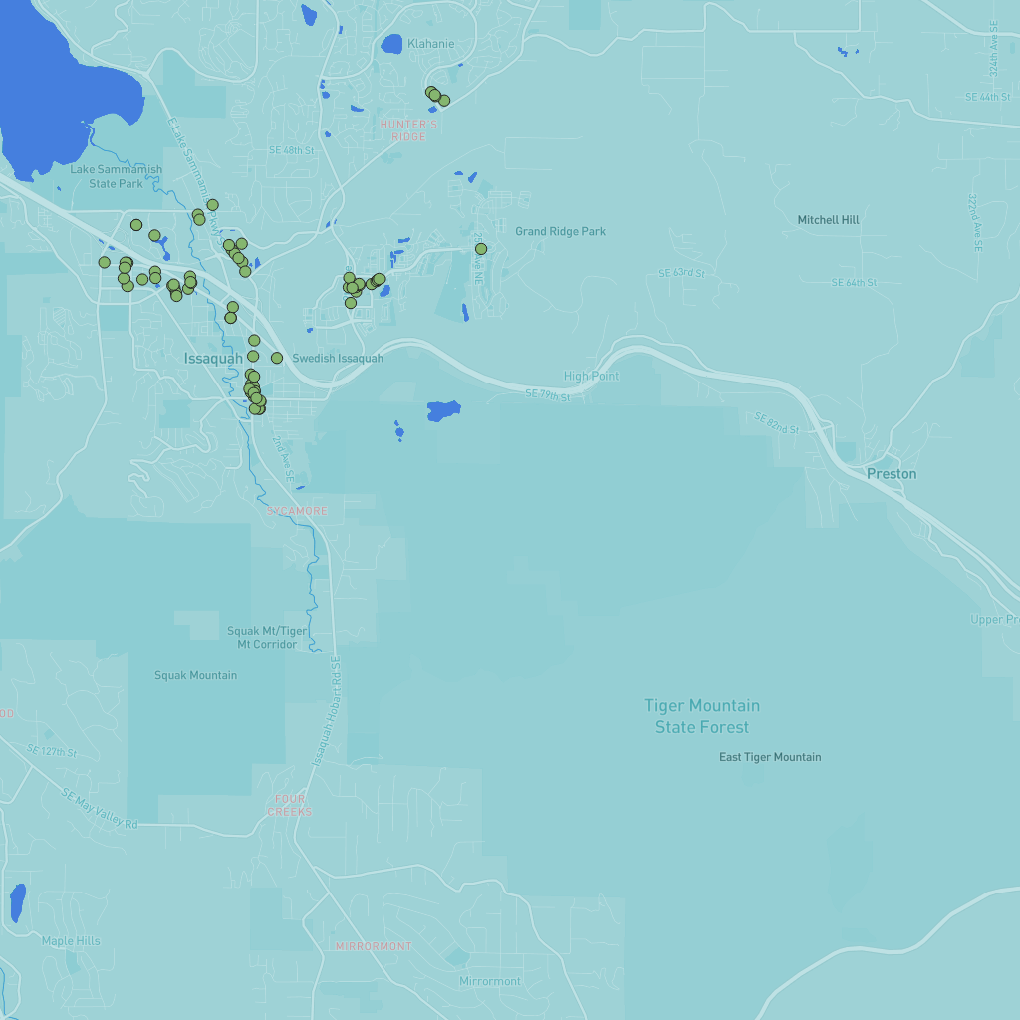 Klahanie
324th Ave SE
SE 44th St
HUNTER'S
RIDGE
SE 48th St
E Lake Sammamish Pkwy
Lake Sammamish
State Park
322nd Ave SE
Mitchell Hill
Grand Ridge Park
SE 63rd St
SE 64th St
Issaquah
Swedish Issaquah
High Point
SE 79th St
SE 82nd St
2nd Ave SE
Preston
SYCAMORE
Upper Pr
Squak Mt/Tiger
Mt Corridor
Squak Mountain
Issaquah Hobart Rd SE
Tiger Mountain
State Forest
OD
SE 127th St
East Tiger Mountain
SE May Valley Rd
FOUR
CREEKS
Maple Hills
MIRRORMONT
Mirrormont